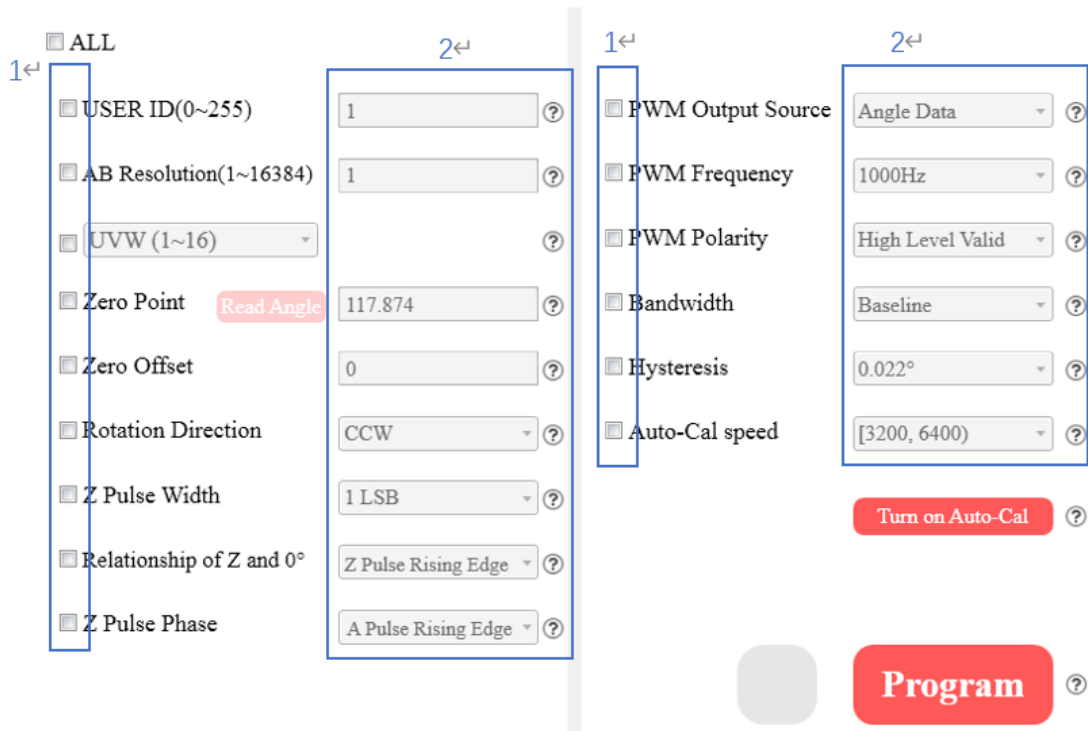 ALL
1↵
2↵
USER ID(0~255) 1 ?
AB Resolution(1~16384) 1 ?
UVW (1~16) ?
Zero Point Read Angle 117.874 ?
Zero Offset 0 ?
Rotation Direction CCW ?
Z Pulse Width 1 LSB ?
Relationship of Z and 0° Z Pulse Rising Edge ?
Z Pulse Phase A Pulse Rising Edge ?
1↵
2↵
PWM Output Source Angle Data ?
PWM Frequency 1000Hz ?
PWM Polarity High Level Valid ?
Bandwidth Baseline ?
Hysteresis 0.022° ?
Auto-Cal speed [3200, 6400) ?
Turn on Auto-Cal ?
Program ?